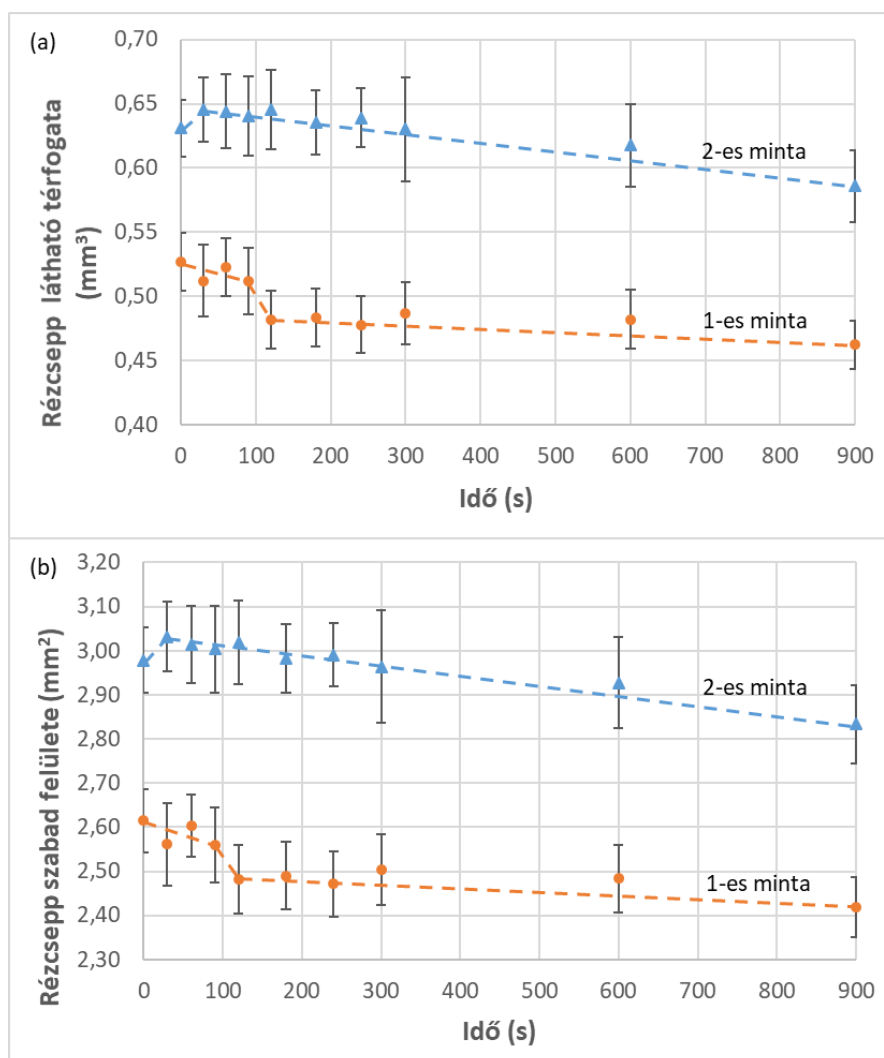 (a)
0,70
0,65
0,60
0,55
0,50
0,45
0,40
Rézcsepp látható térfogata
(mm³)
2-es minta
1-es minta
0 100 200 300 400 500 600 700 800 900
Idő (s)
(b)
3,20
3,10
3,00
2,90
2,80
2,70
2,60
2,50
2,40
2,30
Rézcsepp szabad felülete (mm²)
2-es minta
1-es minta
0 100 200 300 400 500 600 700 800 900
Idő (s)